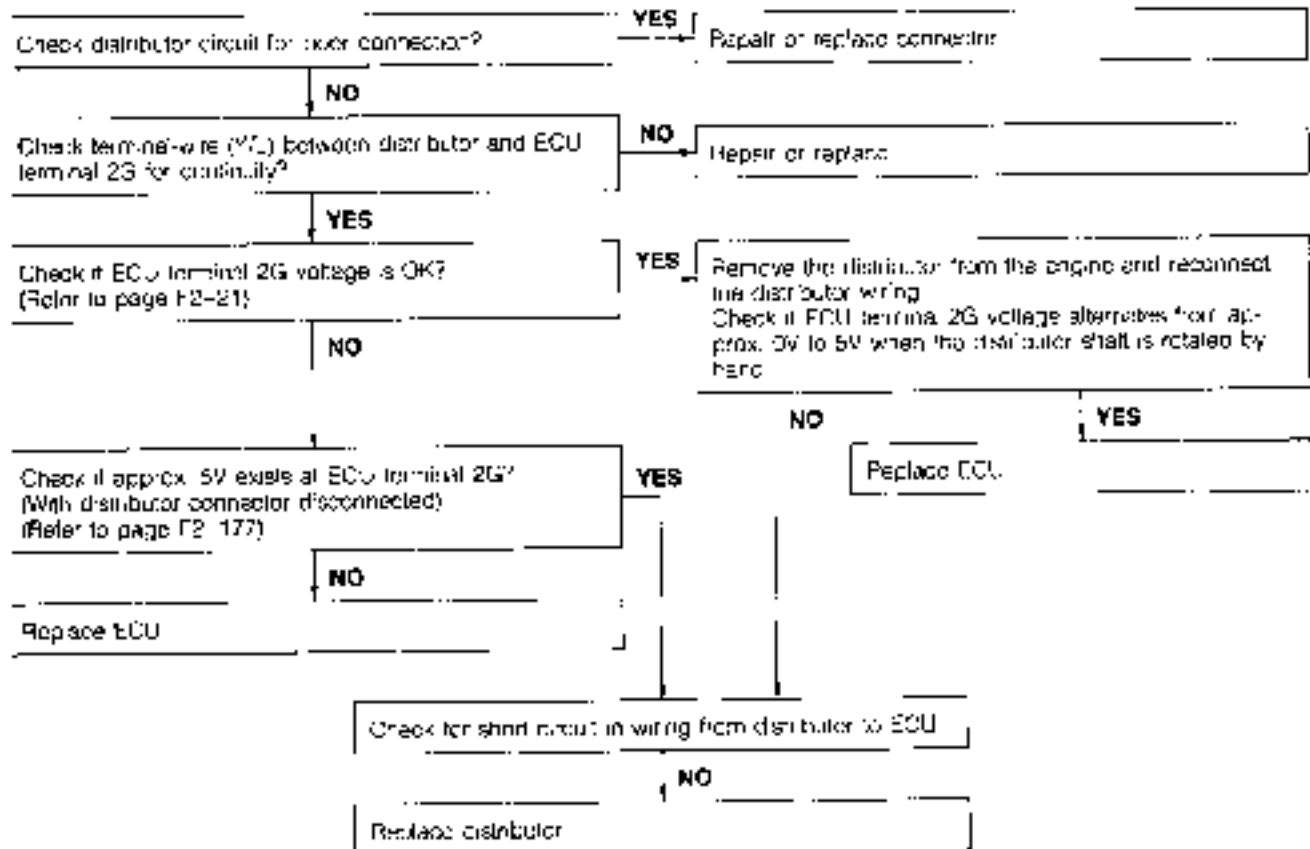 YES
Check distributor circuit for poor connection?
Repair or replace connector
NO
Check terminal-wire (Y/L) between distributor and ECU
terminal 2G for continuity?
NO
Repair or replace
YES
Check if ECU terminal 2G voltage is OK?
(Refer to page F2–21)
YES
Remove the distributor from the engine and reconnect
the distributor wiring
Check if ECU terminal 2G voltage alternates from ap-
prox. 0V to 5V when the distributor shaft is rotated by
hand
NO
NO
YES
Check if approx. 5V exists at ECU terminal 2G?
(With distributor connector disconnected)
(Refer to page F2–177)
YES
Replace ECU
NO
Replace ECU
Check for short circuit in wiring from distributor to ECU
NO
Replace distributor